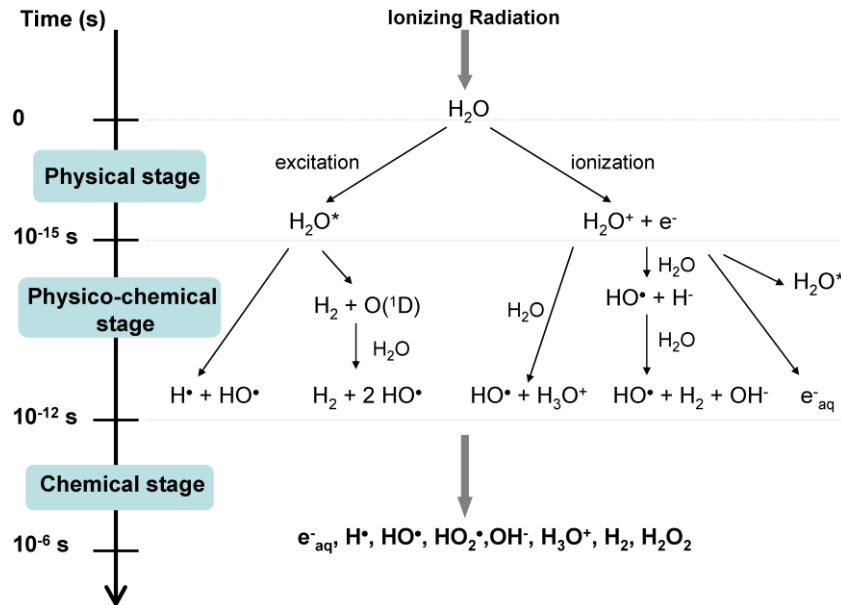 Time (s)
Ionizing Radiation
0
H₂O
excitation
ionization
Physical stage
H₂O*
H₂O⁺ + e⁻
10⁻¹⁵ s
H₂O
H₂O*
Physico-chemical
stage
H₂ + O(¹D)
H₂O
HO• + H⁻
H₂O
H₂O
H• + HO•
H₂ + 2 HO•
HO• + H₃O⁺
HO• + H₂ + OH⁻
e⁻aq
10⁻¹² s
Chemical stage
10⁻⁶ s
e⁻aq, H•, HO•, HO₂•,OH⁻, H₃O⁺, H₂, H₂O₂